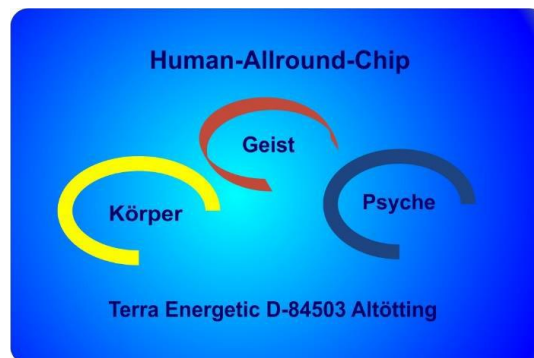 Human-Allround-Chip
Geist
Körper
Psyche
Terra Energetic D-84503 Altötting